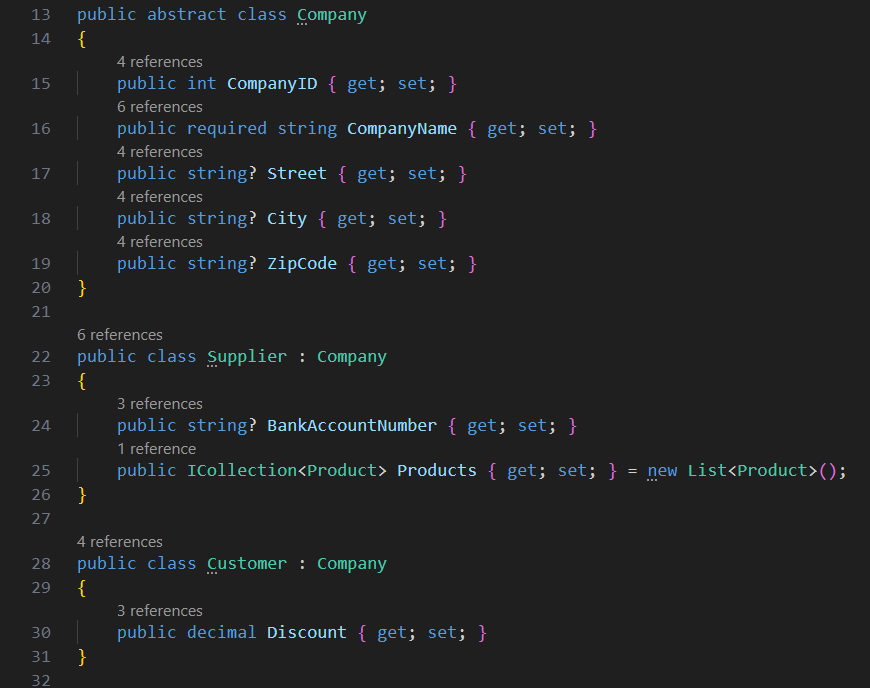 13 public abstract class Company
14 {
4 references
15 public int CompanyID { get; set; }
6 references
16 public required string CompanyName { get; set; }
4 references
17 public string? Street { get; set; }
4 references
18 public string? City { get; set; }
4 references
19 public string? ZipCode { get; set; }
20 }
21
6 references
22 public class Supplier : Company
23 {
3 references
24 public string? BankAccountNumber { get; set; }
1 reference
25 public ICollection<Product> Products { get; set; } = new List<Product>();
26 }
27
4 references
28 public class Customer : Company
29 {
3 references
30 public decimal Discount { get; set; }
31 }
32